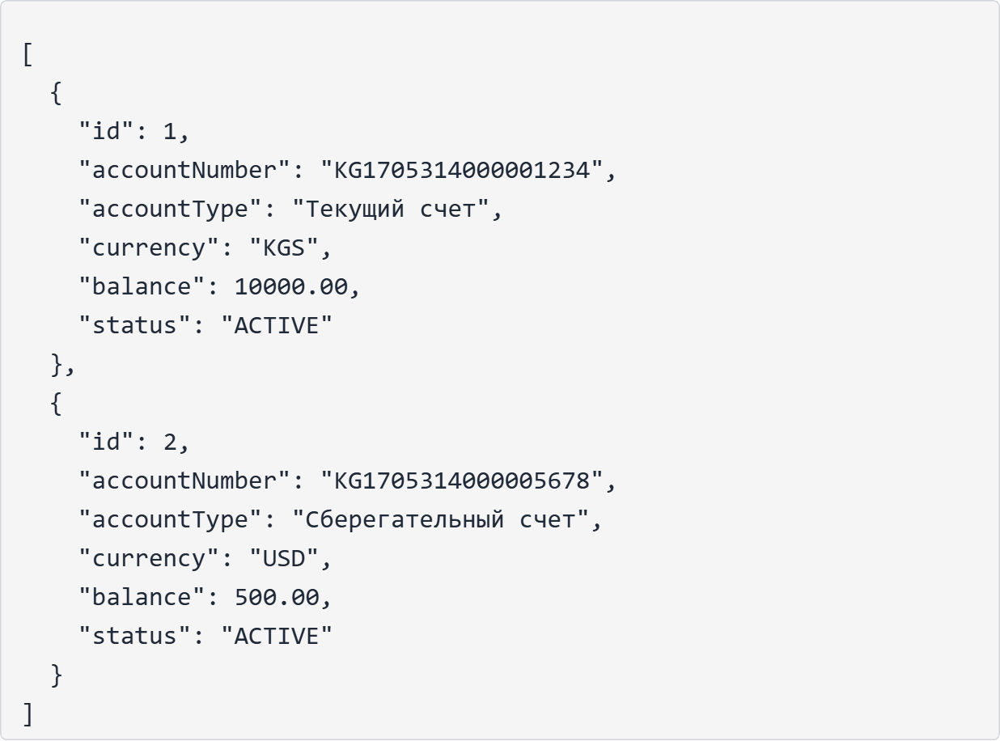 [
  {
    "id": 1,
    "accountNumber": "KG1705314000001234",
    "accountType": "Текущий счет",
    "currency": "KGS",
    "balance": 10000.00,
    "status": "ACTIVE"
  },
  {
    "id": 2,
    "accountNumber": "KG1705314000005678",
    "accountType": "Сберегательный счет",
    "currency": "USD",
    "balance": 500.00,
    "status": "ACTIVE"
  }
]